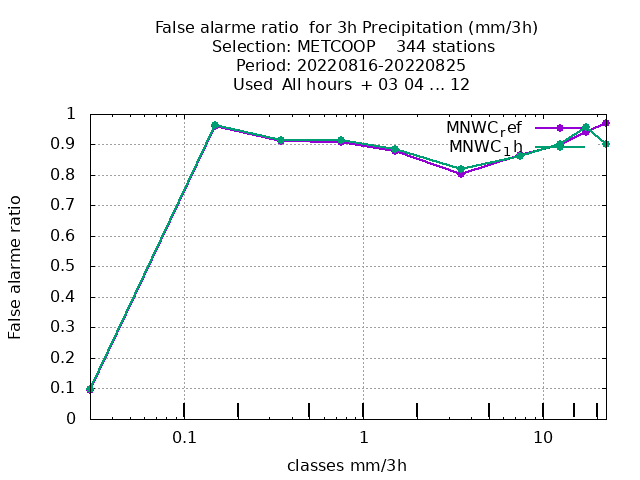 False alarme ratio  for 3h Precipitation (mm/3h)
Selection: METCOOP    344 stations
Period: 20220816-20220825
Used  All hours  + 03 04 ... 12
MNWC_ref
MNWC_1h
1
0.9
0.8
0.7
0.6
0.5
0.4
0.3
0.2
0.1
0
False alarme ratio
0.1 1 10
classes mm/3h